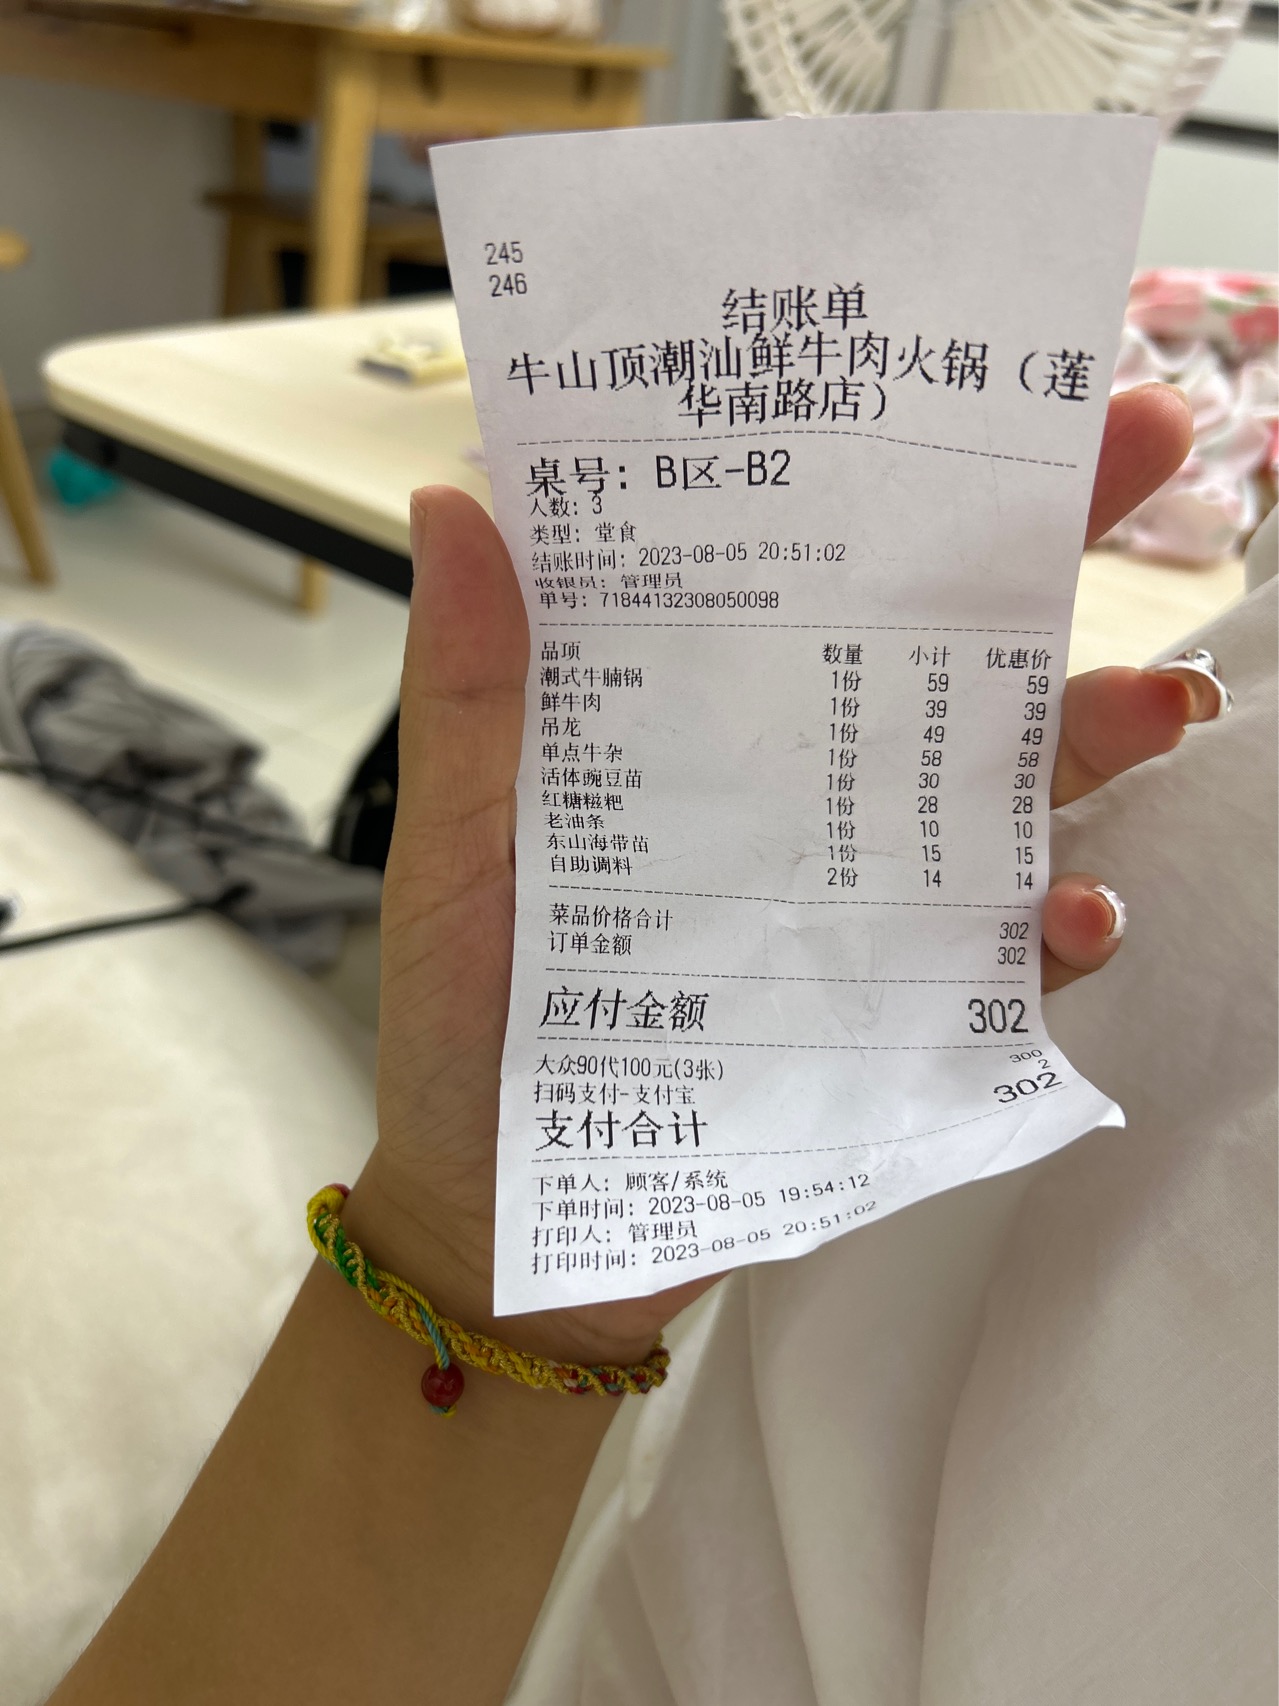 245
246
结账单
牛山顶潮汕鲜牛肉火锅（莲
华南路店）
桌号：B区-B2
人数：3
类型：堂食
结账时间：2023-08-05 20:51:02
收银员：管理员
单号：71844132308050098
品项 数量 小计 优惠价
潮式牛腩锅 1份 59 59
鲜牛肉 1份 39 39
吊龙 1份 49 49
单点牛杂 1份 58 58
活体豌豆苗 1份 30 30
红糖糍粑 1份 28 28
老油条 1份 10 10
东山海带苗 1份 15 15
自助调料 2份 14 14
菜品价格合计 302
订单金额 302
应付金额 302
大众90代100元(3张) 300
扫码支付-支付宝 2
支付合计 302
下单人：顾客/系统
下单时间：2023-08-05 19:54:12
打印人：管理员
打印时间：2023-08-05 20:51:02